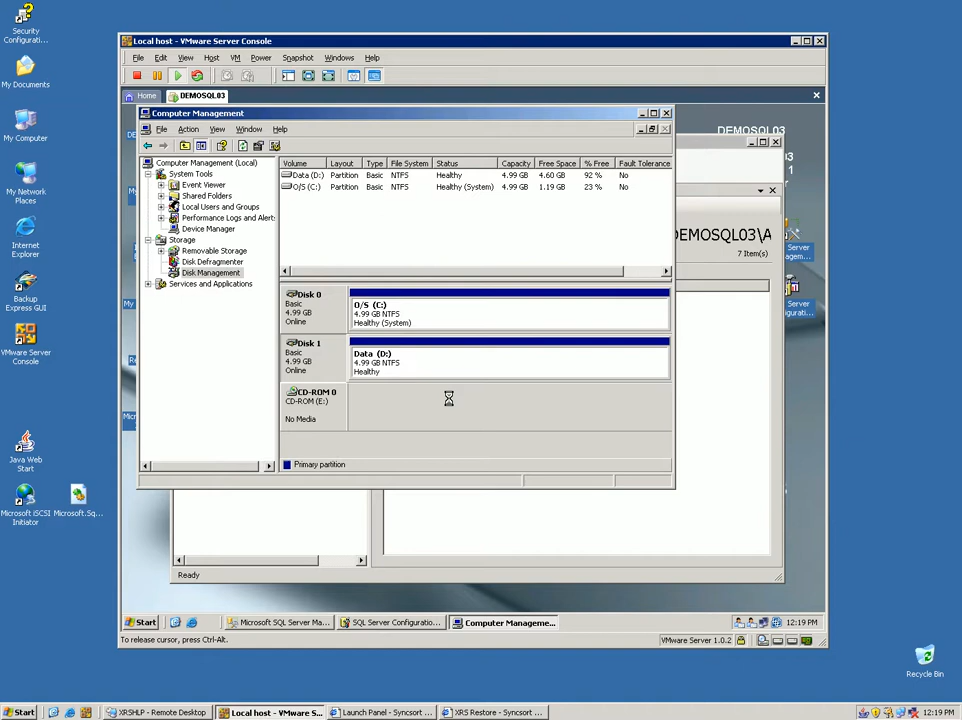 Security
Configurati...
My Documents
My Computer
My Network
Places
Internet
Explorer
Backup
Express GUI
VMware Server
Console
Java Web
Start
Microsoft iSCSI
Initiator
Microsoft.Sq...
Recycle Bin
Local host - VMware Server Console
File Edit View Host VM Power Snapshot Windows Help
Home DEMOSQL03
DEMOSQL03
Computer Management
File Action View Window Help
Computer Management (Local)
System Tools
Event Viewer
Shared Folders
Local Users and Groups
Performance Logs and Alert:
Device Manager
Storage
Removable Storage
Disk Defragmenter
Disk Management
Services and Applications
Volume Layout Type File System Status Capacity Free Space % Free Fault Tolerance
Data (D:) Partition Basic NTFS Healthy 4.99 GB 4.60 GB 92 % No
O/S (C:) Partition Basic NTFS Healthy (System) 4.99 GB 1.19 GB 23 % No
Disk 0
Basic
4.99 GB
Online
O/S (C:)
4.99 GB NTFS
Healthy (System)
Disk 1
Basic
4.99 GB
Online
Data (D:)
4.99 GB NTFS
Healthy
CD-ROM 0
CD-ROM (E:)
No Media
Primary partition
DEMOSQL03\A
7 Item(s)
Ready
Start Microsoft SQL Server Ma... SQL Server Configuratio... Computer Manageme... 12:19 PM
To release cursor, press Ctrl-Alt.
VMware Server 1.0.2
Start XRSHLP - Remote Desktop Local host - VMware S... Launch Panel - Syncsort ... XRS Restore - Syncsort ... 12:19 PM